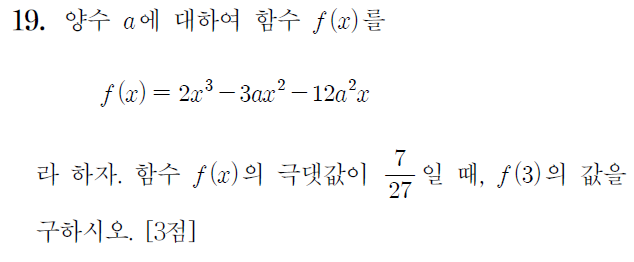 19. 양수 a에 대하여 함수 f(x)를
f(x) = 2x³ − 3ax² − 12a²x
라 하자. 함수 f(x)의 극댓값이 7/27 일 때, f(3)의 값을
구하시오. [3점]